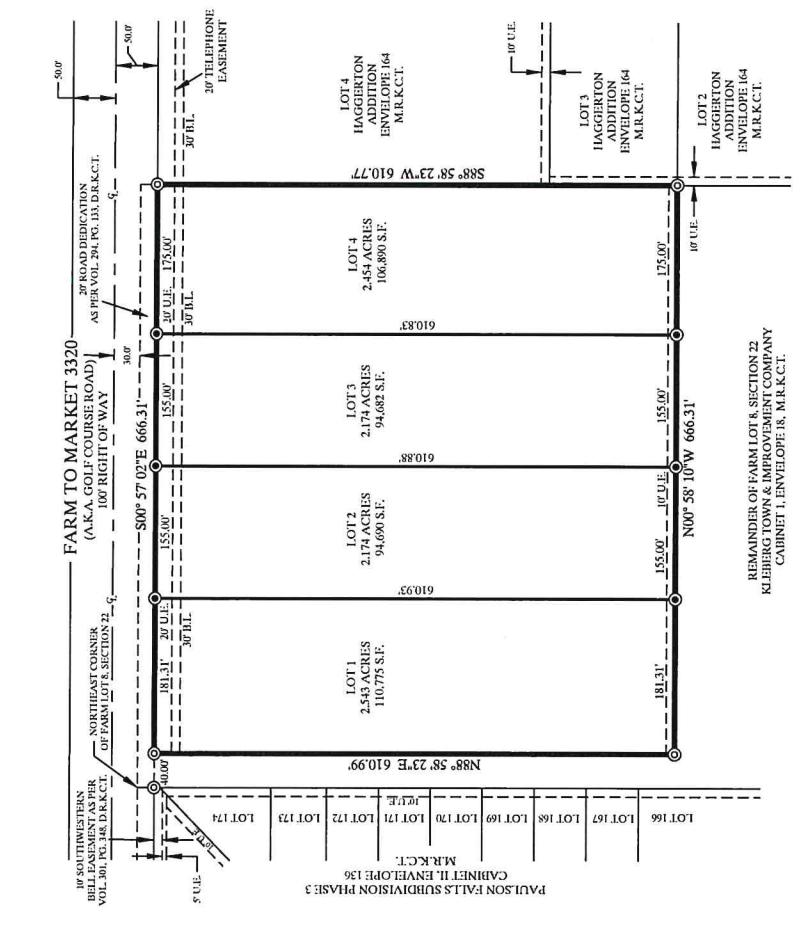 FARM TO MARKET 3320
(A.K.A. GOLF COURSE ROAD)
100' RIGHT OF WAY
50.0'
50.0'
20' ROAD DEDICATION
AS PER VOL. 294, PG. 133, D.R.K.C.T.
30.0'
NORTHEAST CORNER
OF FARM LOT 8, SECTION 22
10' SOUTHWESTERN
BELL EASEMENT AS PER
VOL. 301, PG. 348, D.R.K.C.T.
20' TELEPHONE
EASEMENT
S00° 57' 02"E 666.31'
40.00'
181.31'
20' U.E.
155.00'
155.00'
20' U.E.
175.00'
30' B.L.
30' B.L.
30' B.L.
5' U.E.
10' U.E.
LOT 1
2.543 ACRES
110,775 S.F.
LOT 2
2.174 ACRES
94,690 S.F.
LOT 3
2.174 ACRES
94,682 S.F.
LOT 4
2.454 ACRES
106,890 S.F.
N88° 58' 23"E 610.99'
610.93'
610.88'
610.83'
S88° 58' 23"W 610.77'
181.31'
155.00'
10' U.E.
155.00'
175.00'
N00° 58' 10"W 666.31'
LOT 4
HAGGERTON
ADDITION
ENVELOPE 164
M.R.K.C.T.
10' U.E.
LOT 3
HAGGERTON
ADDITION
ENVELOPE 164
M.R.K.C.T.
LOT 2
HAGGERTON
ADDITION
ENVELOPE 164
M.R.K.C.T.
10' U.E.
LOT 174
LOT 173
LOT 172
LOT 171
LOT 170
LOT 169
LOT 168
LOT 167
LOT 166
10' U.E.
PAULSON FALLS SUBDIVISION PHASE 3
CABINET II, ENVELOPE 136
M.R.K.C.T.
REMAINDER OF FARM LOT 8, SECTION 22
KLEBERG TOWN & IMPROVEMENT COMPANY
CABINET 1, ENVELOPE 18, M.R.K.C.T.